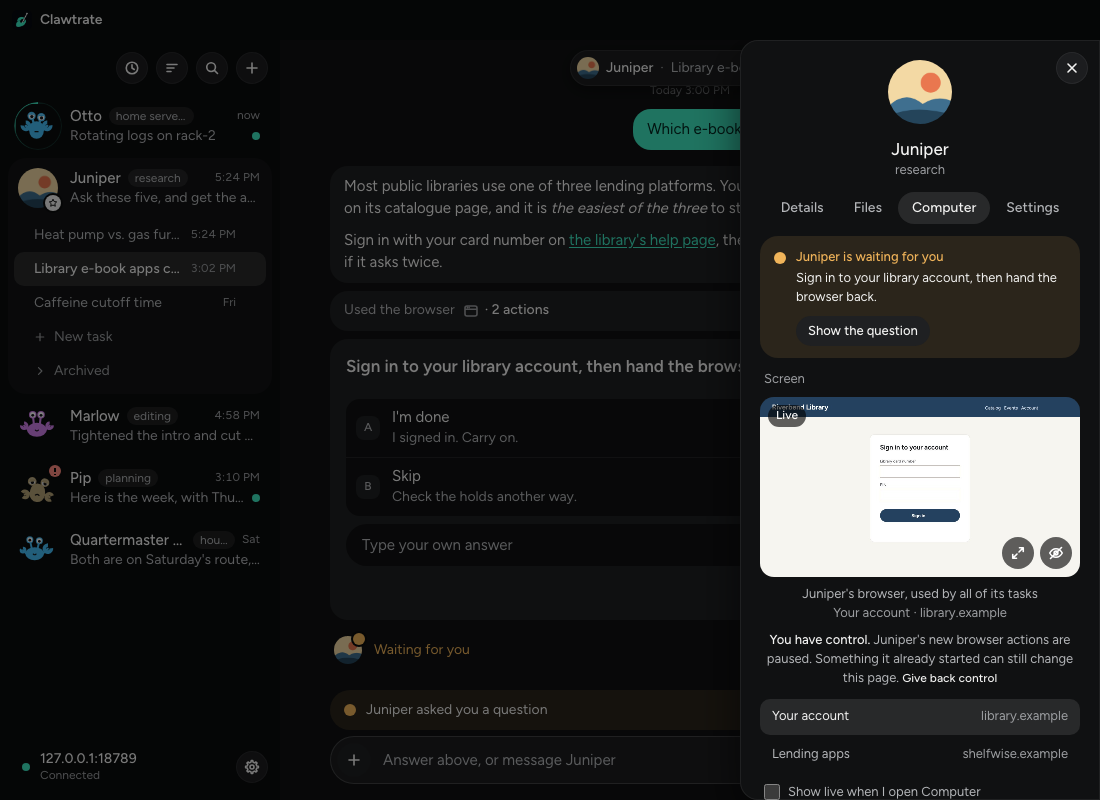 Clawtrate
Otto home serve... now
Rotating logs on rack-2
Juniper research 5:24 PM
Ask these five, and get the a...
Heat pump vs. gas fur... 5:24 PM
Library e-book apps c... 3:02 PM
Caffeine cutoff time Fri
+ New task
Archived
Marlow editing 4:58 PM
Tightened the intro and cut ...
Pip planning 3:10 PM
Here is the week, with Thu...
Quartermaster ... hou... Sat
Both are on Saturday's route,...
127.0.0.1:18789
Connected
Juniper · Library e-b
Today 3:00 PM
Which e-book
Most public libraries use one of three lending platforms. You
on its catalogue page, and it is the easiest of the three to st
Sign in with your card number on the library's help page, the
if it asks twice.
Used the browser · 2 actions
Sign in to your library account, then hand the brows
A I'm done
I signed in. Carry on.
B Skip
Check the holds another way.
Type your own answer
Waiting for you
Juniper asked you a question
Answer above, or message Juniper
Juniper
research
Details Files Computer Settings
Juniper is waiting for you
Sign in to your library account, then hand the
browser back.
Show the question
Screen
Library Catalog · Events · Account
Live
Sign in to your account
Library card number
Sign in
Juniper's browser, used by all of its tasks
Your account · library.example
You have control. Juniper's new browser actions are
paused. Something it already started can still change
this page. Give back control
Your account library.example
Lending apps shelfwise.example
Show live when I open Computer